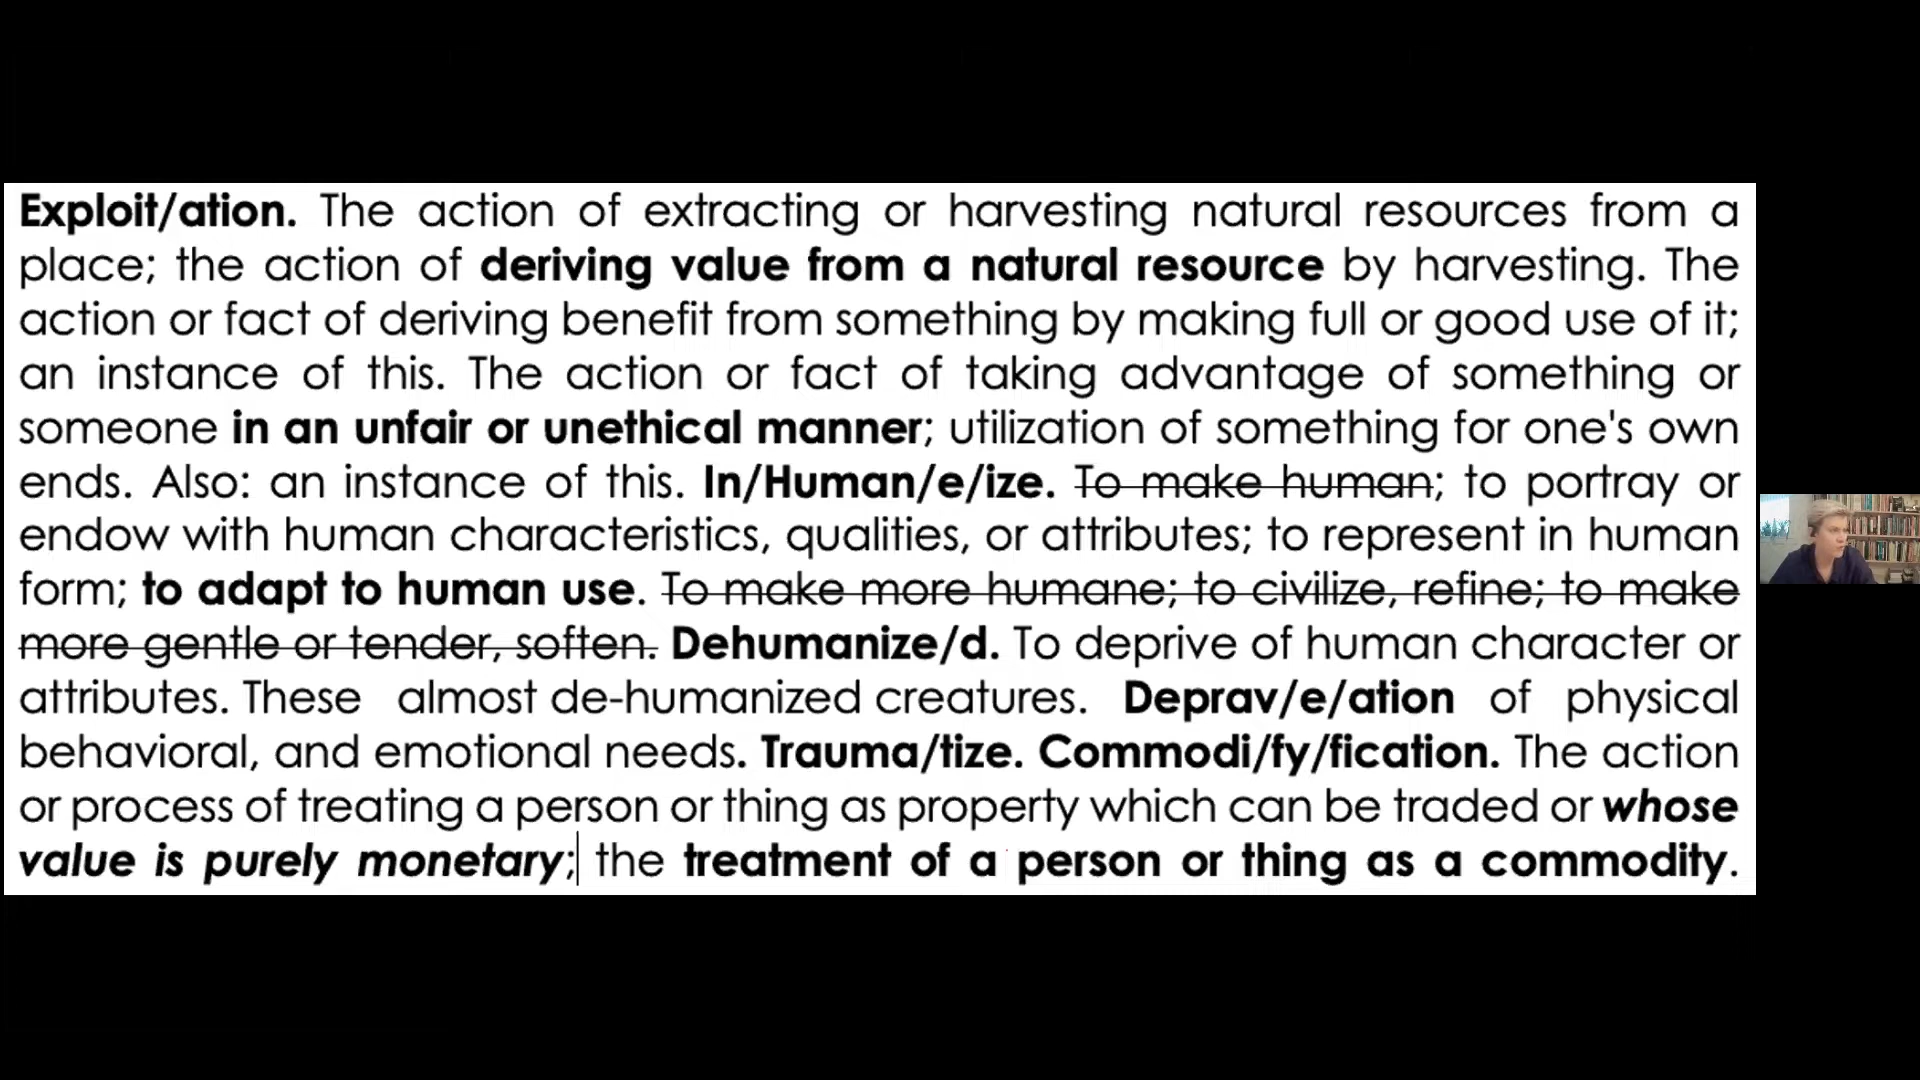 Exploit/ation. The action of extracting or harvesting natural resources from a
place; the action of deriving value from a natural resource by harvesting. The
action or fact of deriving benefit from something by making full or good use of it;
an instance of this. The action or fact of taking advantage of something or
someone in an unfair or unethical manner; utilization of something for one's own
ends. Also: an instance of this. In/Human/e/ize. To make human; to portray or
endow with human characteristics, qualities, or attributes; to represent in human
form; to adapt to human use. To make more humane; to civilize, refine; to make
more gentle or tender, soften. Dehumanize/d. To deprive of human character or
attributes. These almost de-humanized creatures. Deprav/e/ation of physical
behavioral, and emotional needs. Trauma/tize. Commodi/fy/fication. The action
or process of treating a person or thing as property which can be traded or whose
value is purely monetary; the treatment of a person or thing as a commodity.